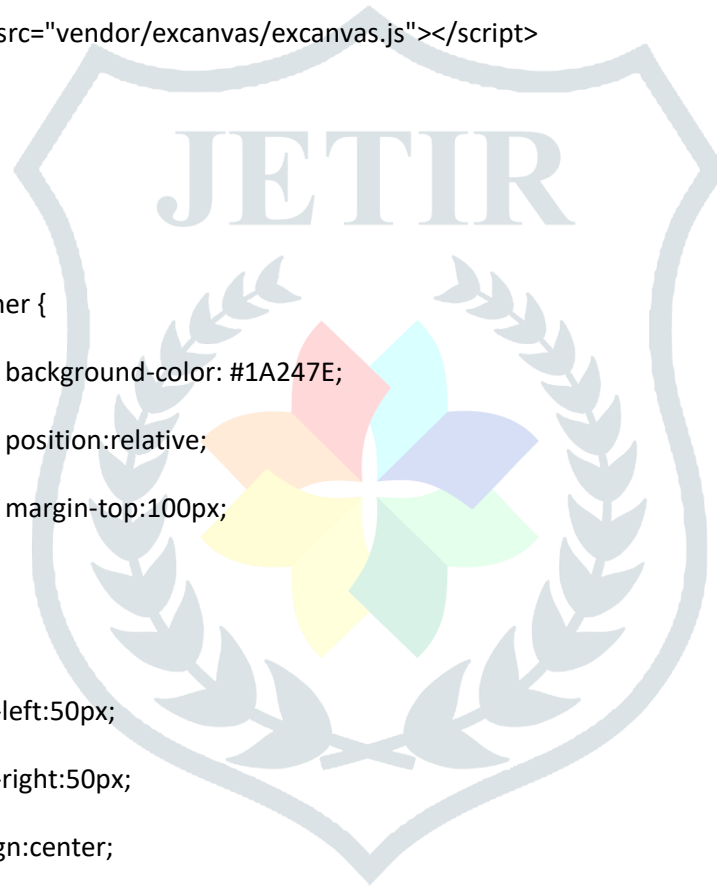 src="vendor/excanvas/excanvas.js"></script>
JETIR
ner {
background-color: #1A247E;
position:relative;
margin-top:100px;
-left:50px;
-right:50px;
gn:center;